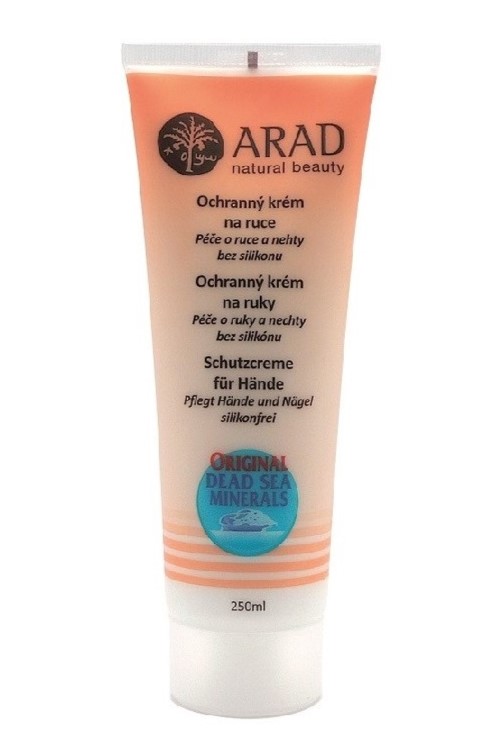 ARAD
natural beauty
Ochranný krém
na ruce
Péče o ruce a nehty
bez silikonu
Ochranný krém
na ruky
Péče o ruky a nechty
bez silikónu
Schutzcreme
für Hände
Pflegt Hände und Nägel
silikonfrei
ORIGINAL
DEAD SEA
MINERALS
250ml